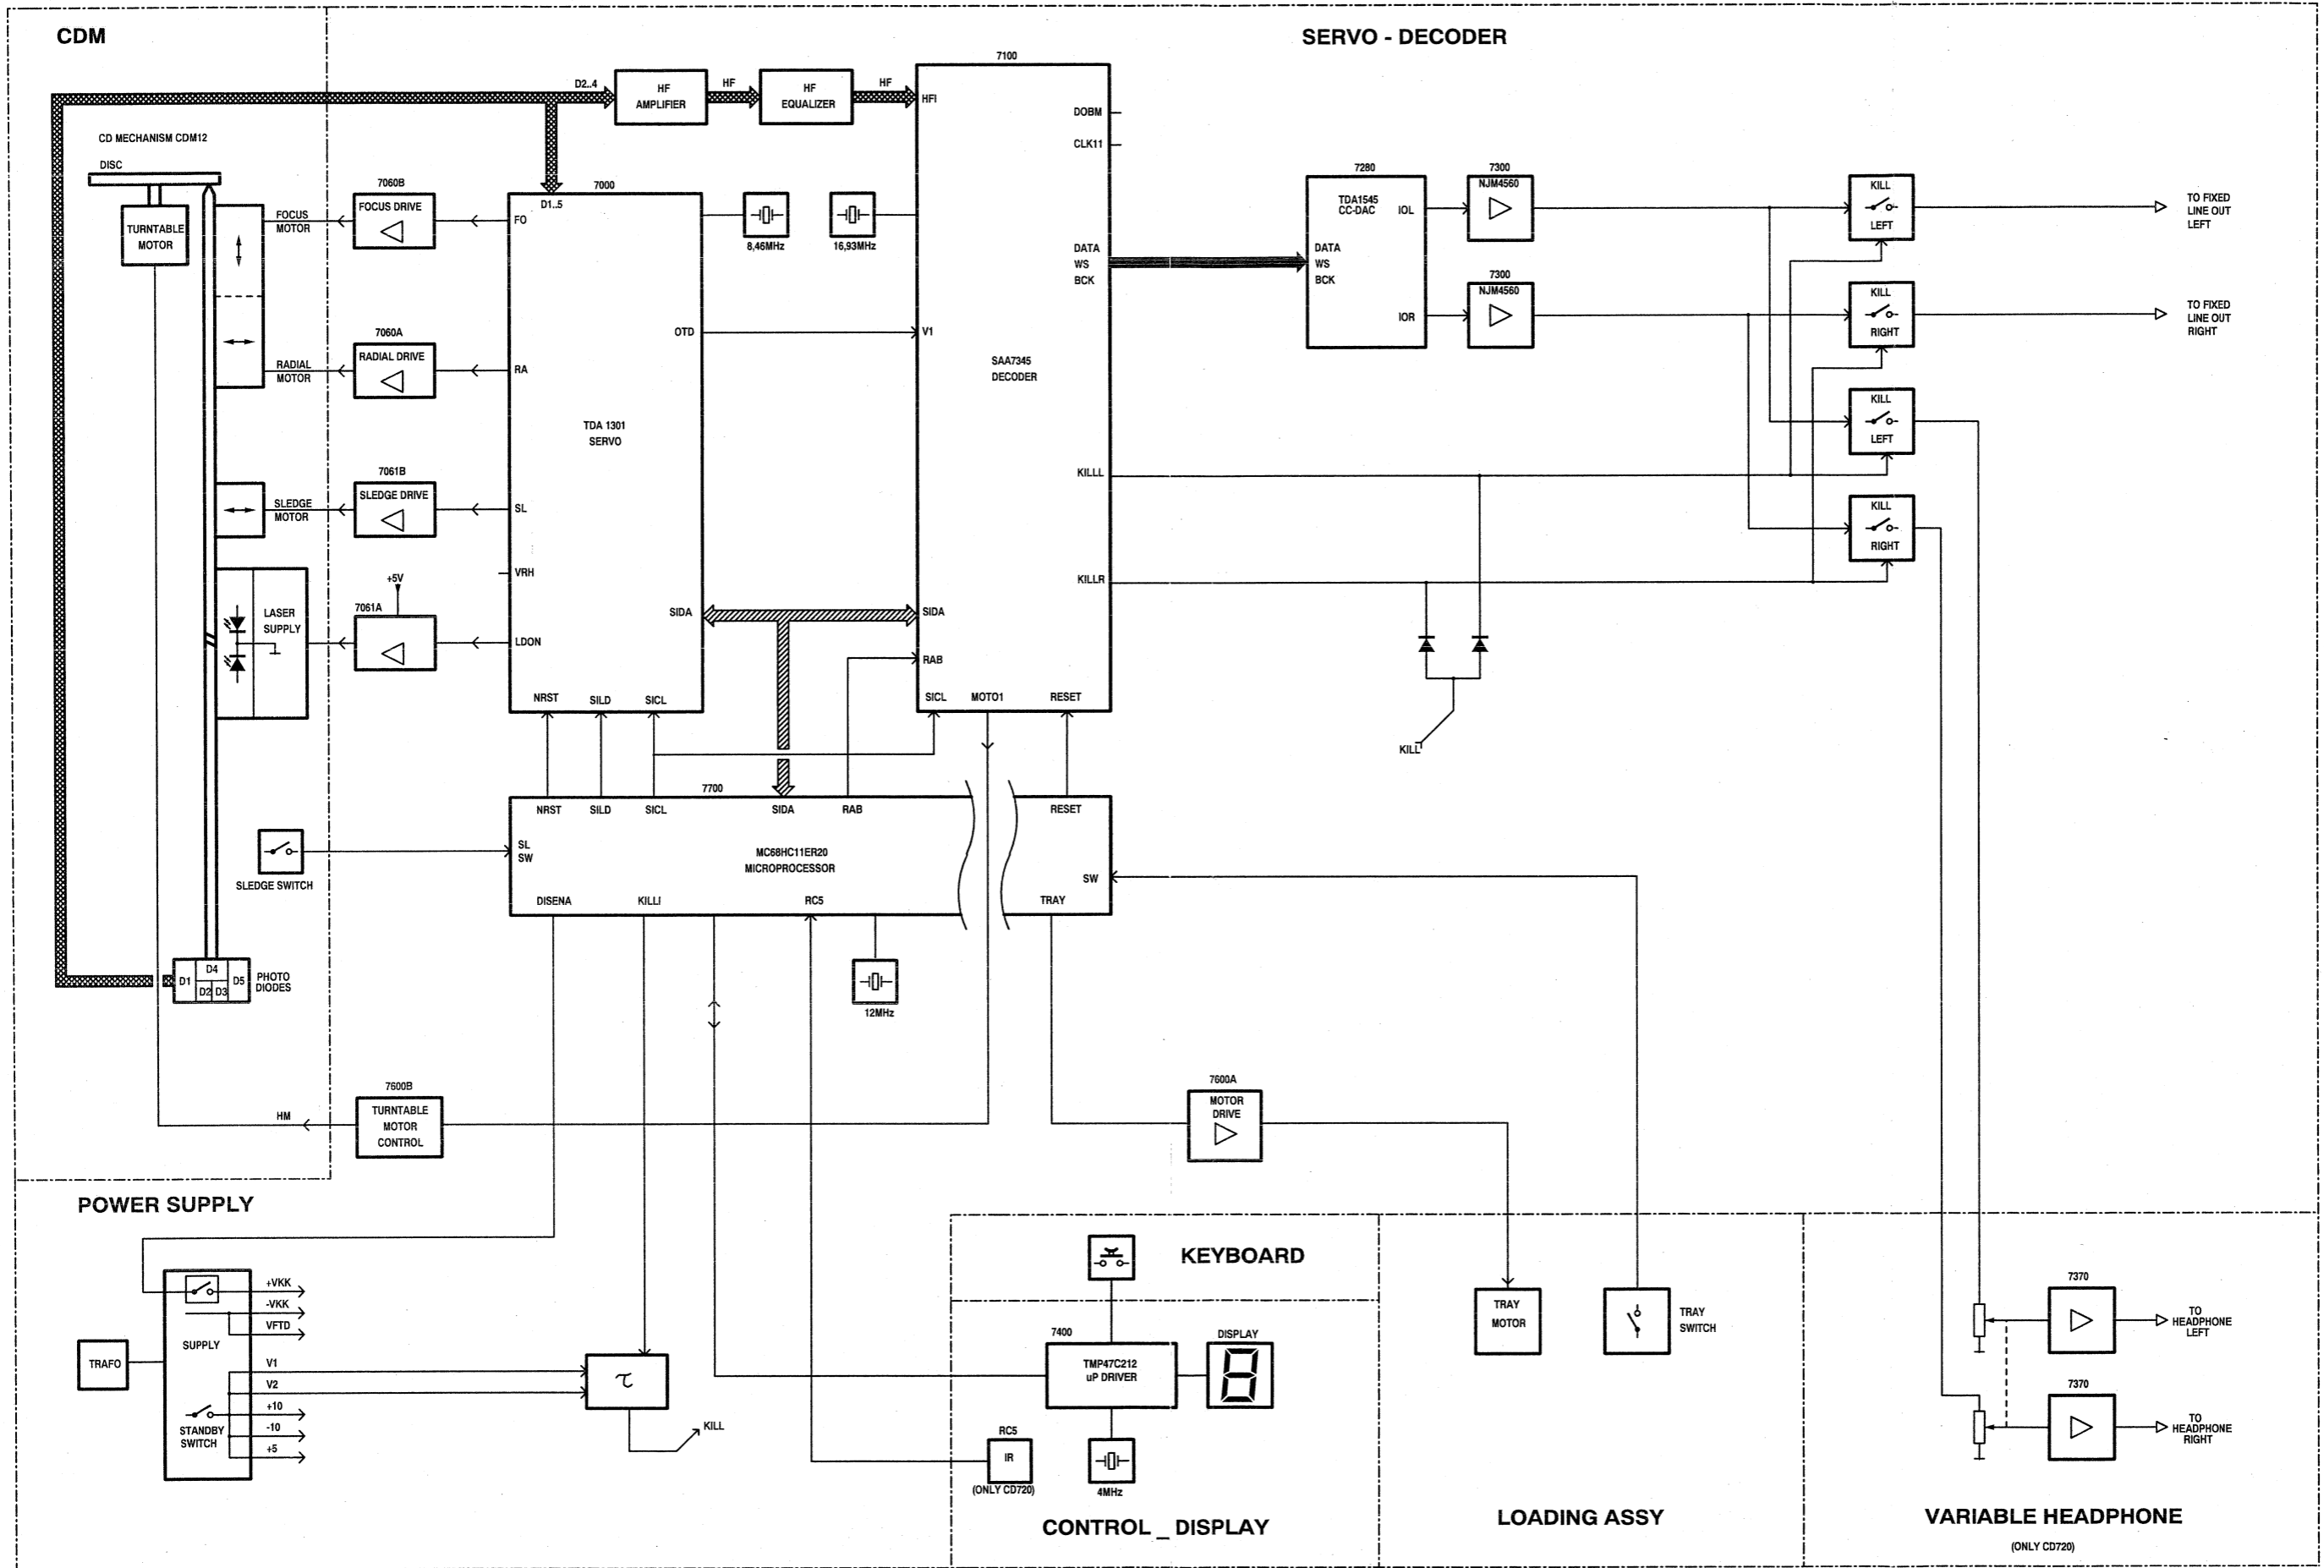 CDM
SERVO - DECODER
7100
D2..4
HF
AMPLIFIER
HF
HF
EQUALIZER
HF
HFI
DOBM
CLK11
CD MECHANISM CDM12
DISC
TURNTABLE
MOTOR
FOCUS
MOTOR
7060B
FOCUS DRIVE
FO
7000
D1..5
8,46MHz
16,93MHz
DATA
WS
BCK
7280
TDA1545
CC-DAC
IOL
DATA
WS
BCK
IOR
7300
NJM4560
7300
NJM4560
KILL
LEFT
TO FIXED
LINE OUT
LEFT
KILL
RIGHT
TO FIXED
LINE OUT
RIGHT
7060A
RADIAL DRIVE
RADIAL
MOTOR
RA
OTD
V1
SAA7345
DECODER
TDA 1301
SERVO
KILL
LEFT
7061B
SLEDGE DRIVE
SLEDGE
MOTOR
SL
KILLL
KILL
RIGHT
VRH
KILLR
+5V
7061A
LASER
SUPPLY
LDON
SIDA
SIDA
RAB
NRST
SILD
SICL
SICL
MOTO1
RESET
KILL
7700
NRST
SILD
SICL
SIDA
RAB
RESET
SL
SW
MC68HC11ER20
MICROPROCESSOR
SW
SLEDGE SWITCH
DISENA
KILLI
RC5
TRAY
D1
D4
D2
D3
D5
PHOTO
DIODES
12MHz
7600B
TURNTABLE
MOTOR
CONTROL
HM
7600A
MOTOR
DRIVE
POWER SUPPLY
KEYBOARD
+VKK
-VKK
VFTD
SUPPLY
TRAFO
V1
V2
+10
-10
+5
STANDBY
SWITCH
τ
KILL
7400
TMP47C212
uP DRIVER
DISPLAY
8
RC5
IR
(ONLY CD720)
4MHz
CONTROL _ DISPLAY
TRAY
MOTOR
TRAY
SWITCH
LOADING ASSY
7370
TO
HEADPHONE
LEFT
7370
TO
HEADPHONE
RIGHT
VARIABLE HEADPHONE
(ONLY CD720)